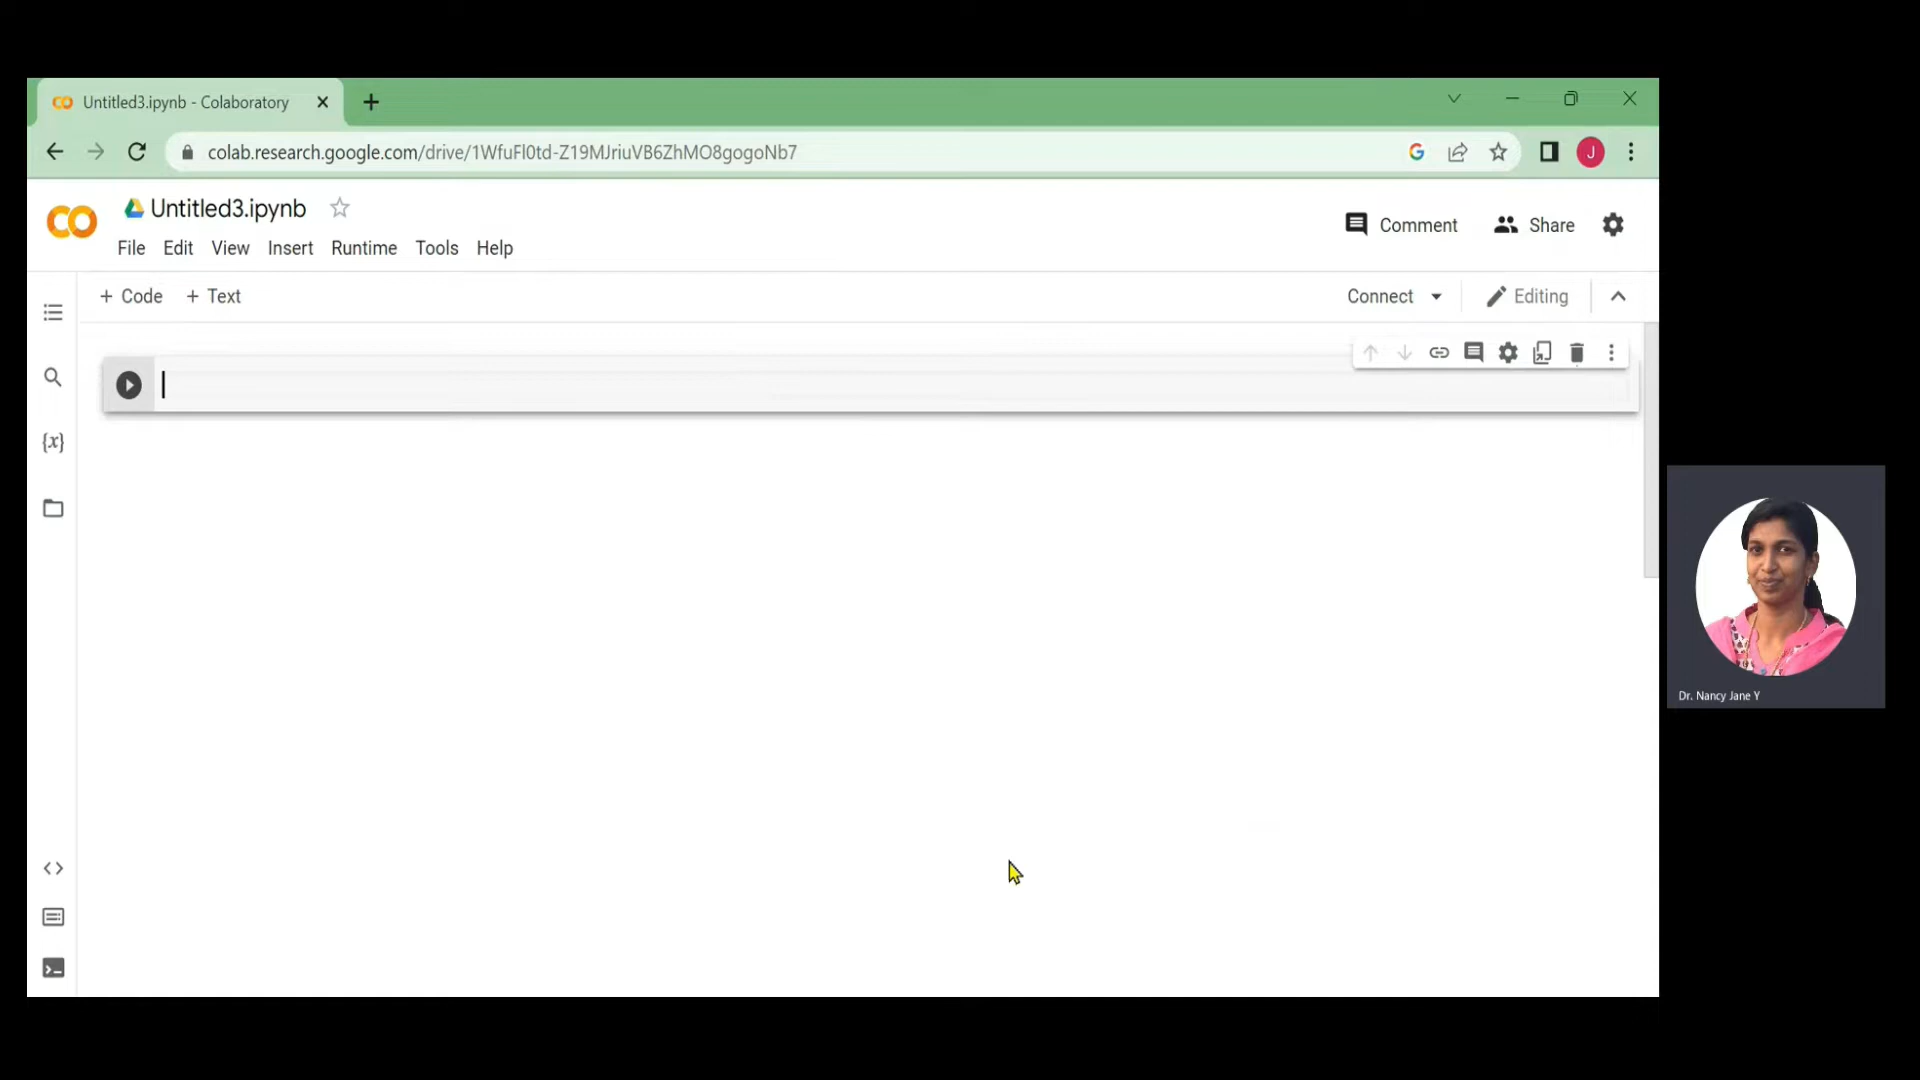 Untitled3.ipynb - Colaboratory
colab.research.google.com/drive/1WfuFl0td-Z19MJriuVB6ZhMO8gogoNb7
J
CO Untitled3.ipynb
Comment Share
File Edit View Insert Runtime Tools Help
+ Code + Text
Connect Editing
{x}
Dr. Nancy Jane Y